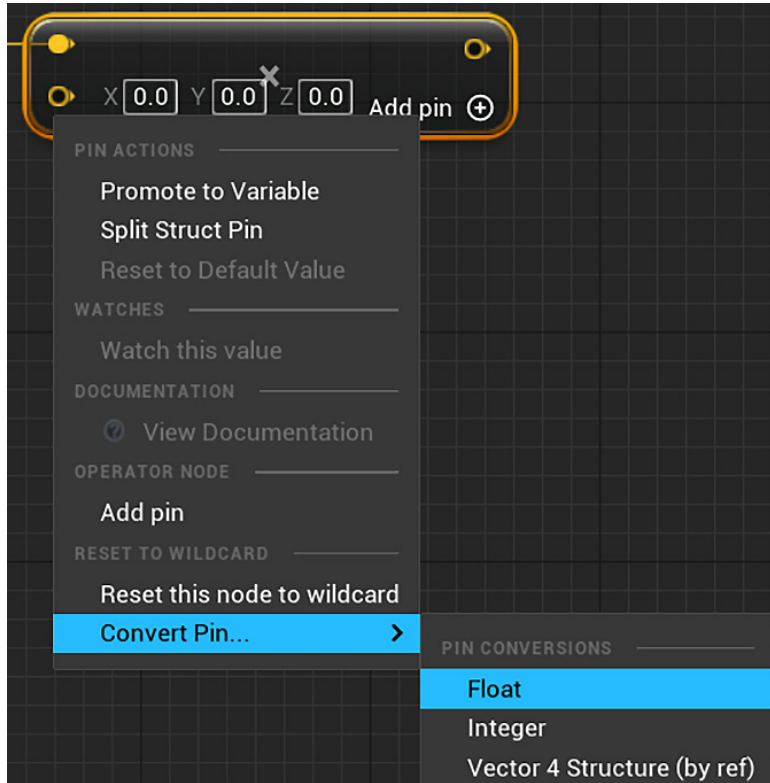 X 0.0 Y 0.0 Z 0.0 Add pin
PIN ACTIONS
Promote to Variable
Split Struct Pin
Reset to Default Value
WATCHES
Watch this value
DOCUMENTATION
View Documentation
OPERATOR NODE
Add pin
RESET TO WILDCARD
Reset this node to wildcard
Convert Pin...
PIN CONVERSIONS
Float
Integer
Vector 4 Structure (by ref)